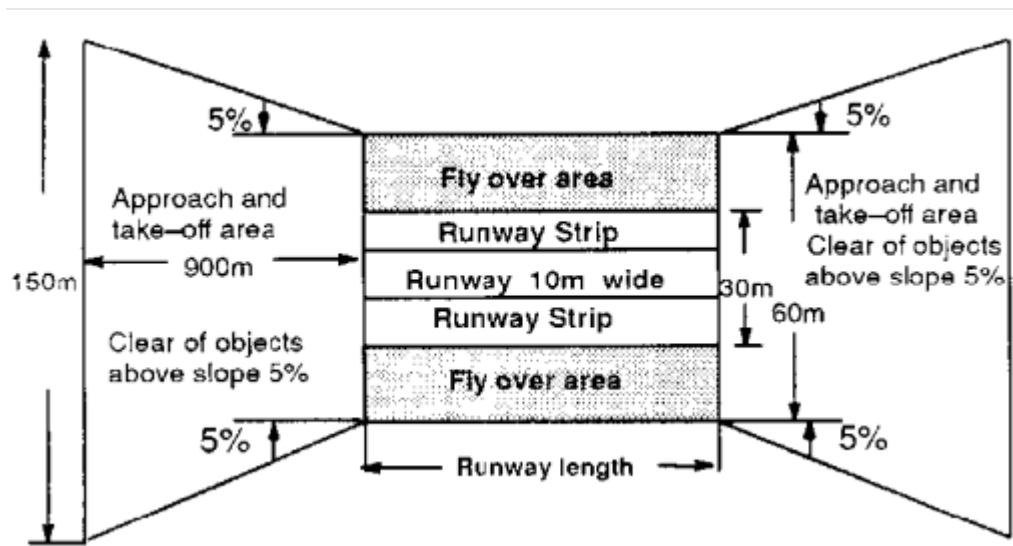 5%
5%
Fly over area
Approach and
take–off area
Approach and
take–off area
Clear of objects
above slope 5%
Runway Strip
900m
150m
Runway 10m wide
30m
Runway Strip
60m
Clear of objects
above slope 5%
Fly over area
5%
5%
Runway length